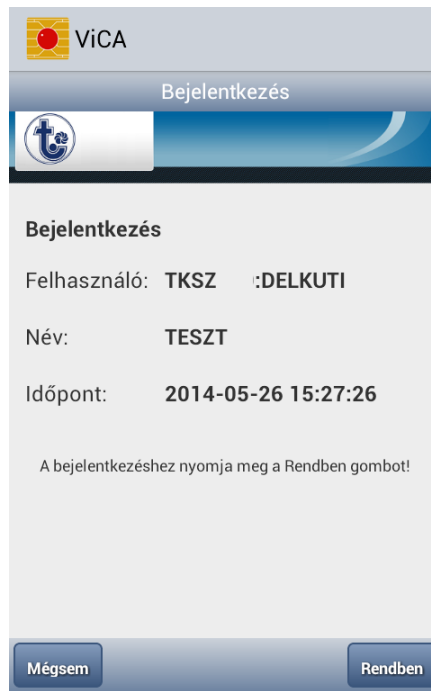 ViCA
Bejelentkezés
Bejelentkezés
Felhasználó: TKSZ :DELKUTI
Név: TESZT
Időpont: 2014-05-26 15:27:26
A bejelentkezéshez nyomja meg a Rendben gombot!
Mégsem Rendben